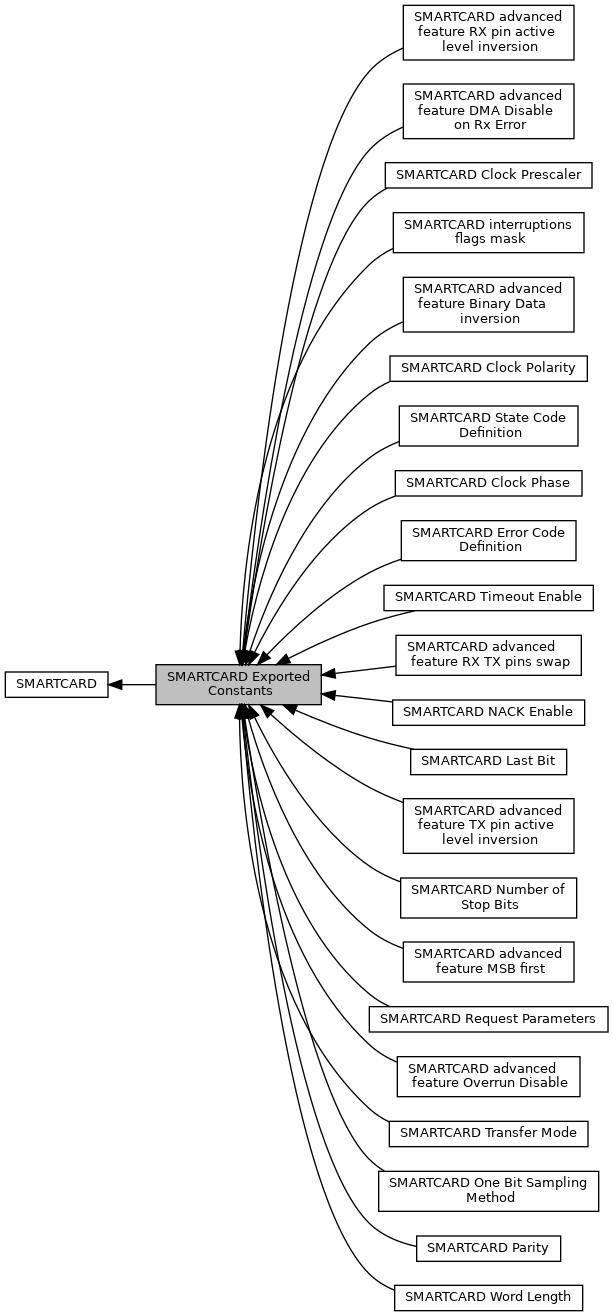 SMARTCARD advanced
feature RX pin active
level inversion
SMARTCARD advanced
feature DMA Disable
on Rx Error
SMARTCARD Clock Prescaler
SMARTCARD interruptions
flags mask
SMARTCARD advanced
feature Binary Data
inversion
SMARTCARD Clock Polarity
SMARTCARD State Code
Definition
SMARTCARD Clock Phase
SMARTCARD Error Code
Definition
SMARTCARD Timeout Enable
SMARTCARD advanced
feature RX TX pins swap
SMARTCARD
SMARTCARD Exported
Constants
SMARTCARD NACK Enable
SMARTCARD Last Bit
SMARTCARD advanced
feature TX pin active
level inversion
SMARTCARD Number of
Stop Bits
SMARTCARD advanced
feature MSB first
SMARTCARD Request Parameters
SMARTCARD advanced
feature Overrun Disable
SMARTCARD Transfer Mode
SMARTCARD One Bit Sampling
Method
SMARTCARD Parity
SMARTCARD Word Length